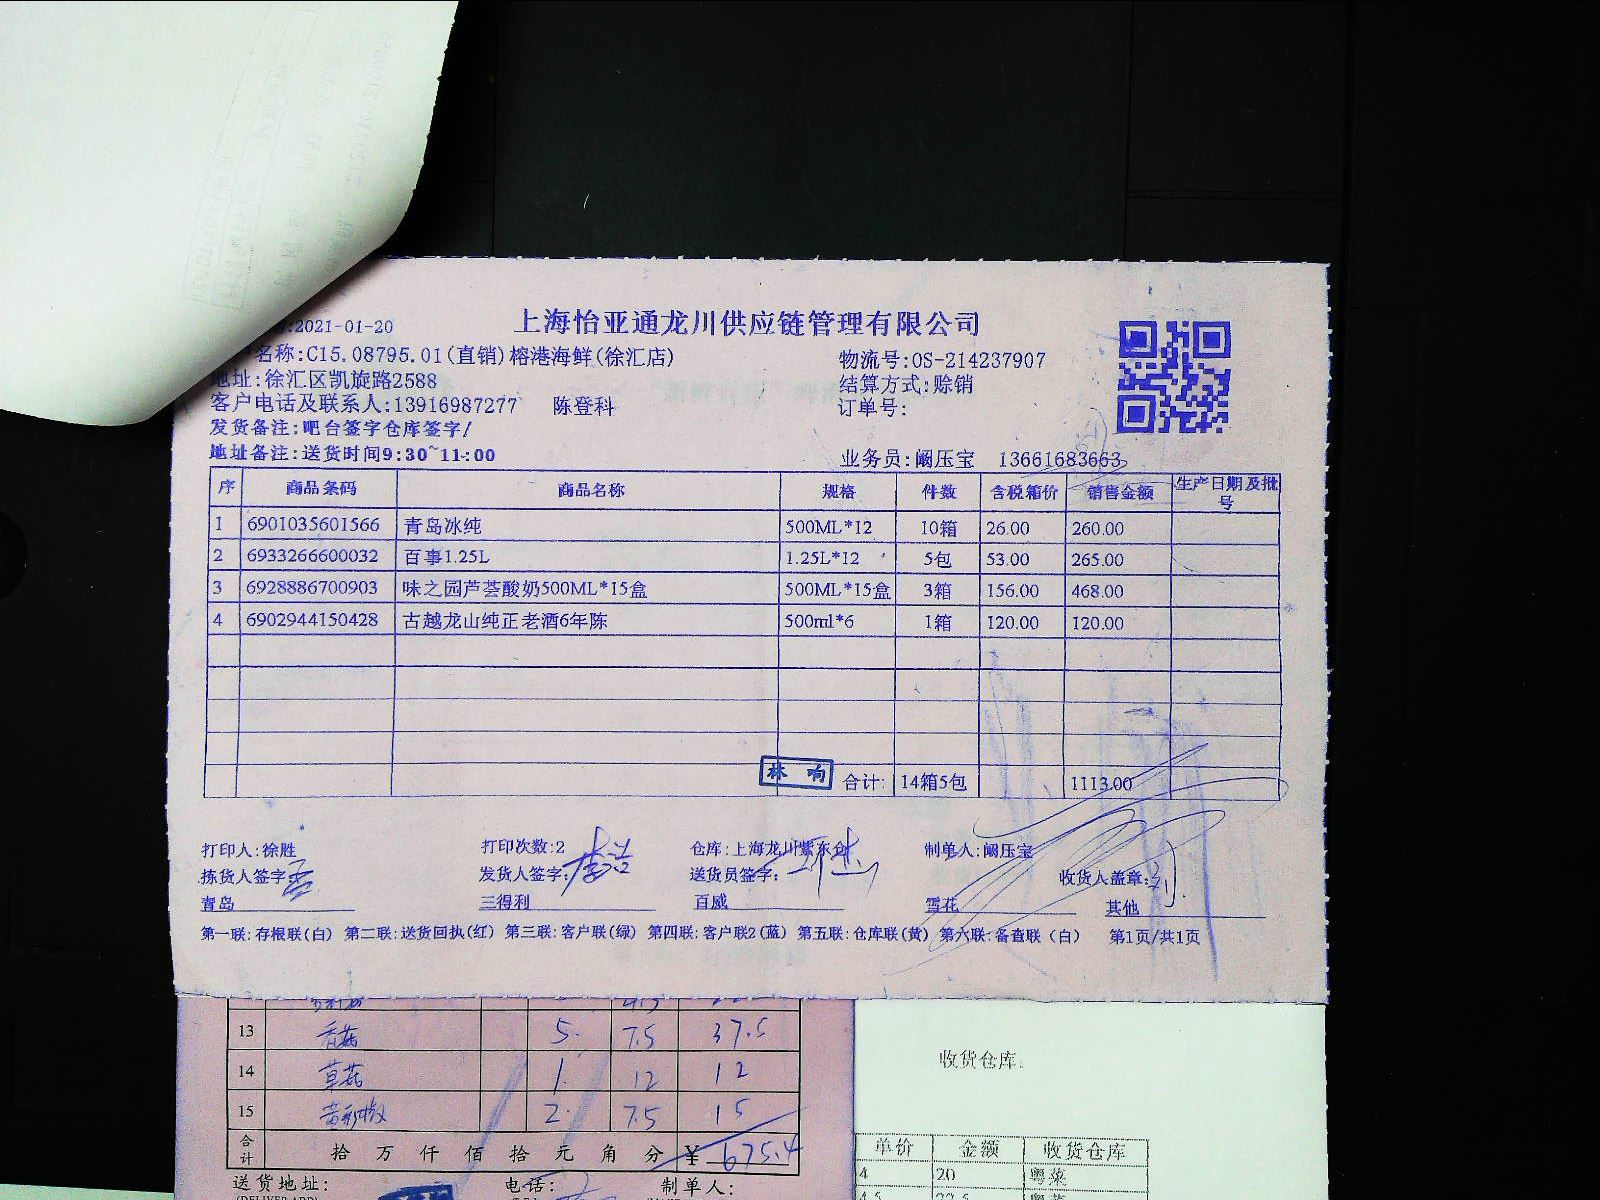 :2021-01-20
上海怡亚通龙川供应链管理有限公司
名称:C15.08795.01(直销)榕港海鲜(徐汇店)
物流号:OS-214237907
地址:徐汇区凯旋路2588
结算方式:赊销
客户电话及联系人:13916987277 陈登科
订单号:
发货备注:吧台签字仓库签字/
地址备注:送货时间9:30~11:00
业务员:阚压宝 13661683663
序 商品条码 商品名称 规格 件数 含税箱价 销售金额 生产日期及批号
1 6901035601566 青岛冰纯 500ML*12 10箱 26.00 260.00
2 6933266600032 百事1.25L 1.25L*12 5包 53.00 265.00
3 6928886700903 味之园芦荟酸奶500ML*15盒 500ML*15盒 3箱 156.00 468.00
4 6902944150428 古越龙山纯正老酒6年陈 500ml*6 1箱 120.00 120.00
林响 合计: 14箱5包 1113.00
打印人:徐胜 打印次数:2 仓库:上海龙川紫东仓 制单人:阚压宝
拣货人签字: 发货人签字: 送货员签字: 收货人盖章:
青岛 三得利 百威 雪花 其他
第一联:存根联(白) 第二联:送货回执(红) 第三联:客户联(绿) 第四联:客户联2(蓝) 第五联:仓库联(黄) 第六联:备查联(白) 第1页/共1页
13 香菇 5 7.5 37.5
14 草菇 1 12 12
15 2 7.5 15
合计 拾 万 仟 佰 拾 元 角 分 ¥ 675.4
送货地址: 电话: 制单人:
收货仓库:
单价 金额 收货仓库
4 20 粤菜
4.5 22.5 粤菜